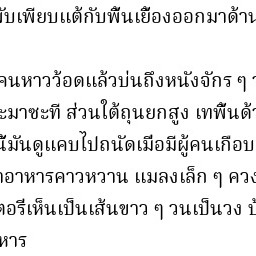 ับเพียบแต้กับพื้นเยื้องออกมาด้าน
คนหาวว้อดแล้วบ่นถึงหนังจักร ๆ ว
ะมาซะที ส่วนใต้ถุนยกสูง เทพื้นด้
นี้มันดูแคบไปถนัดเมื่อมีผู้คนเกือบ
าอาหารคาวหวาน แมลงเล็ก ๆ ควง
ตอรี่เห็นเป็นเส้นขาว ๆ วนเป็นวง บ้
หาร